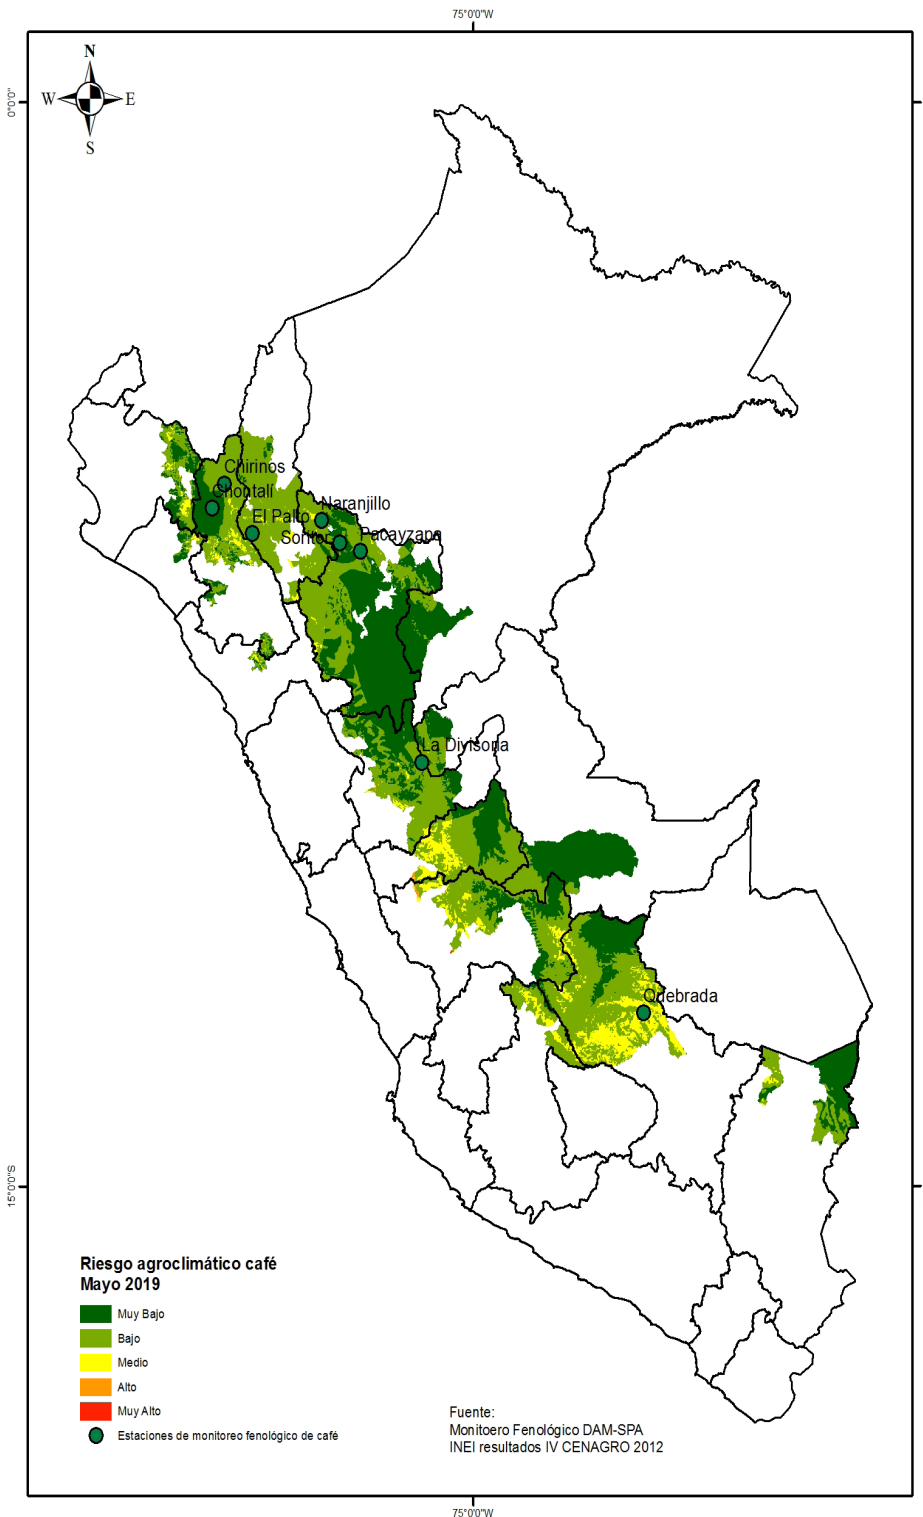 75°0'0"W
N
W E
S
0°0'0"
Chirinos
Chontalí
Naranjillo
El Palto
Soritor
Pacayzapa
La Divisoria
Quebrada
15°0'0"S
Riesgo agroclimático café
Mayo 2019
Muy Bajo
Bajo
Medio
Alto
Muy Alto
Estaciones de monitoreo fenológico de café
Fuente:
Monitoero Fenológico DAM-SPA
INEI resultados IV CENAGRO 2012
75°0'0"W